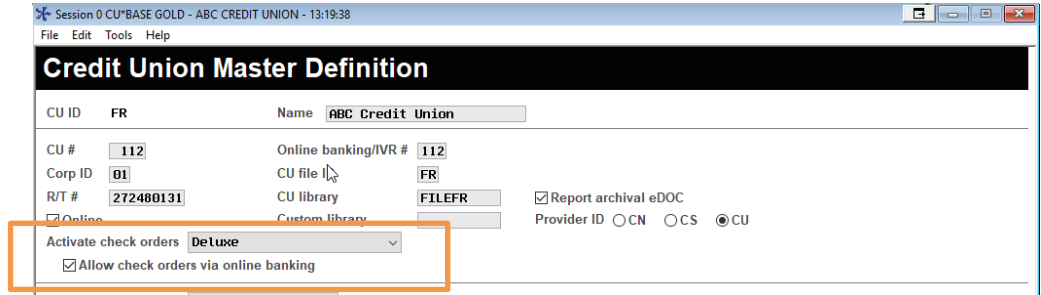 Session 0 CU*BASE GOLD - ABC CREDIT UNION - 13:19:38
File Edit Tools Help
Credit Union Master Definition
CU ID FR Name ABC Credit Union
CU # 112 Online banking/IVR # 112
Corp ID 01 CU file FR
R/T # 272480131 CU library FILEFR Report archival eDOC
Online Custom library Provider ID CN CS CU
Activate check orders Deluxe
Allow check orders via online banking